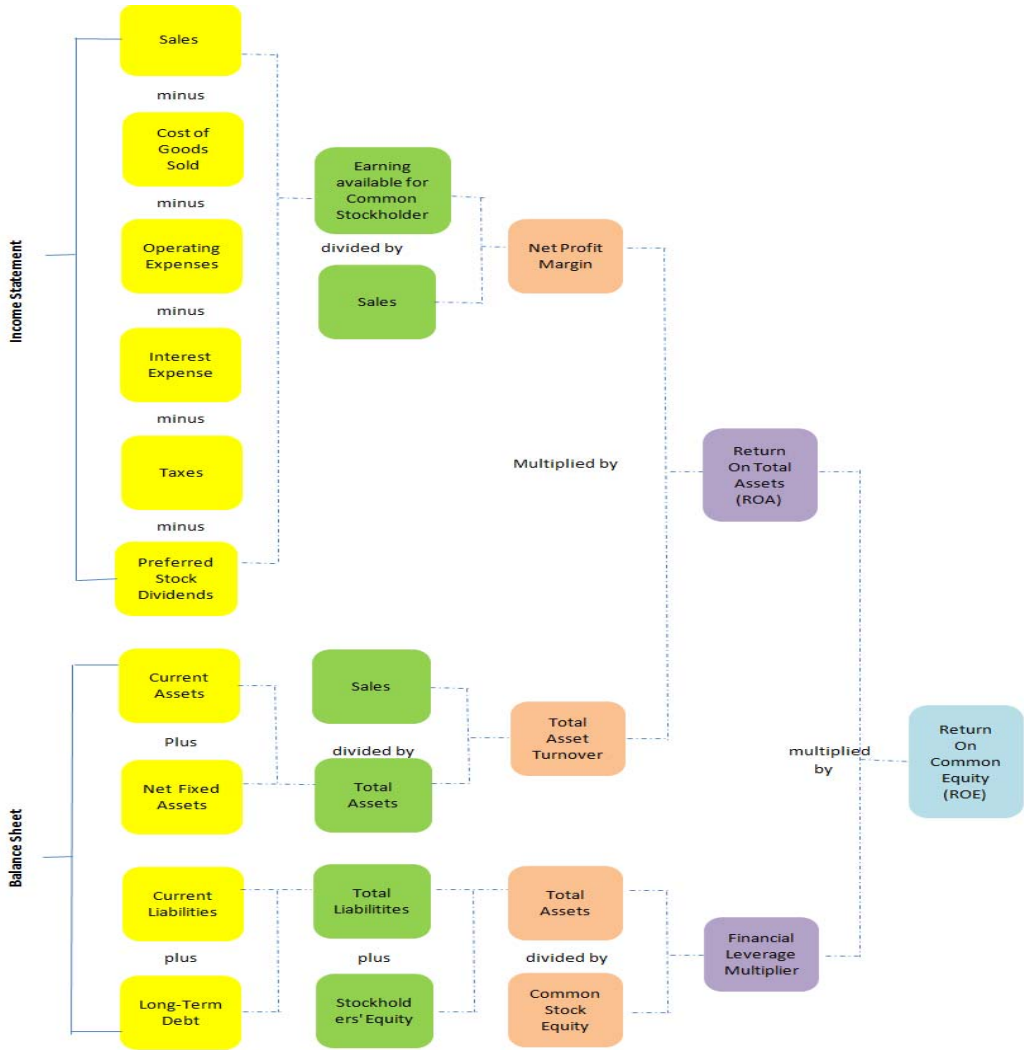 Income Statement
Sales
minus
Cost of
Goods
Sold
minus
Operating
Expenses
minus
Interest
Expense
minus
Taxes
minus
Preferred
Stock
Dividends
Earning
available for
Common
Stockholder
divided by
Sales
Net Profit
Margin
Multiplied by
Return
On Total
Assets
(ROA)
Balance Sheet
Current
Assets
Plus
Net Fixed
Assets
Sales
divided by
Total
Assets
Total
Asset
Turnover
multiplied
by
Return
On
Common
Equity
(ROE)
Current
Liabilities
plus
Long-Term
Debt
Total
Liabilitites
plus
Stockhold
ers' Equity
Total
Assets
divided by
Common
Stock
Equity
Financial
Leverage
Multiplier